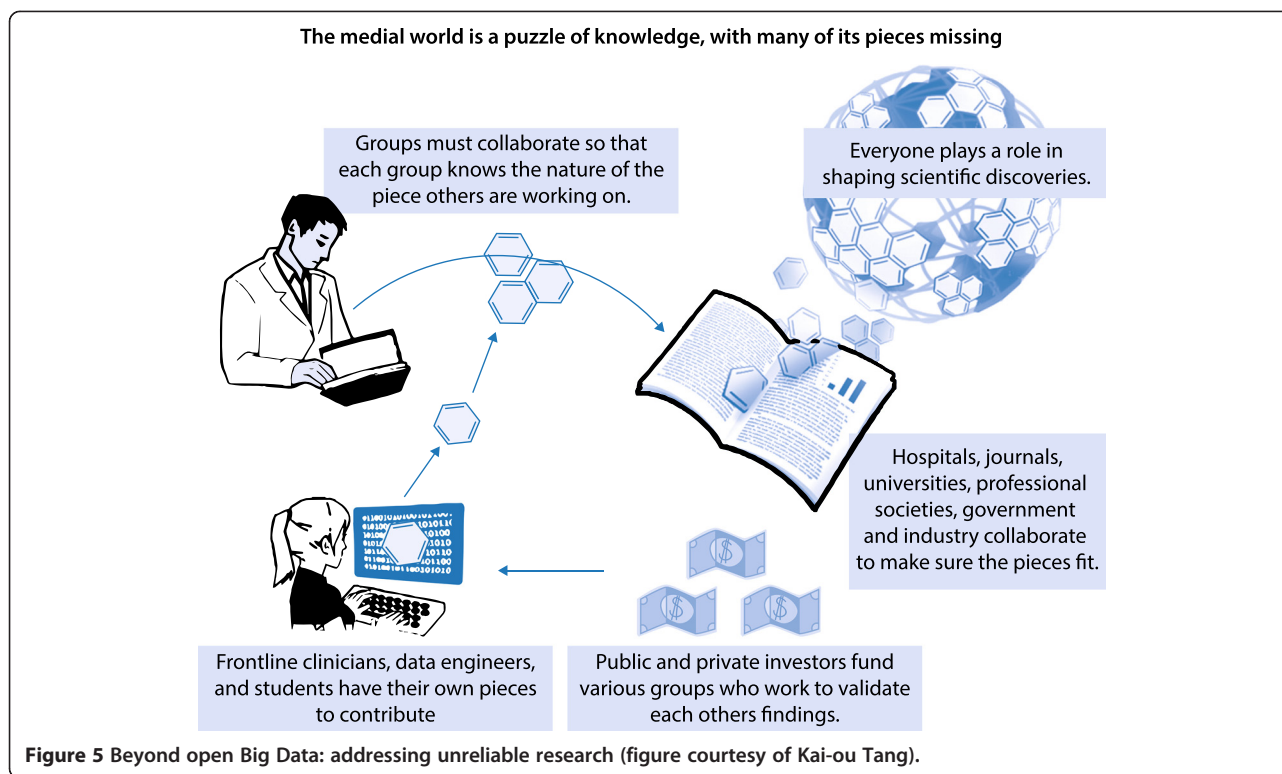 The medial world is a puzzle of knowledge, with many of its pieces missing
Groups must collaborate so that
each group knows the nature of the
piece others are working on.
Everyone plays a role in
shaping scientific discoveries.
Hospitals, journals,
universities, professional
societies, government
and industry collaborate
to make sure the pieces fit.
Frontline clinicians, data engineers,
and students have their own pieces
to contribute
Public and private investors fund
various groups who work to validate
each others findings.
Figure 5 Beyond open Big Data: addressing unreliable research (figure courtesy of Kai-ou Tang).